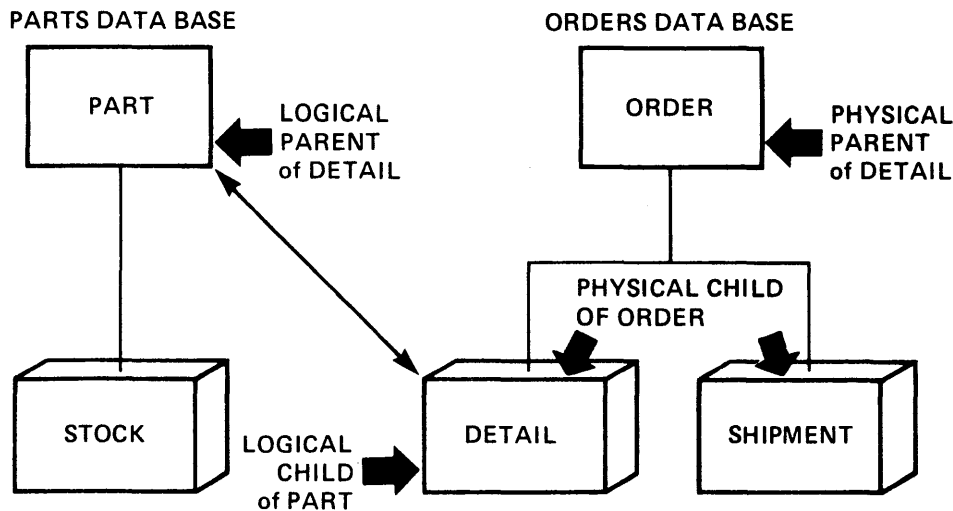 PARTS DATA BASE
ORDERS DATA BASE
PART
LOGICAL
PARENT
of DETAIL
ORDER
PHYSICAL
PARENT
of DETAIL
PHYSICAL CHILD
OF ORDER
STOCK
LOGICAL
CHILD
of PART
DETAIL
SHIPMENT